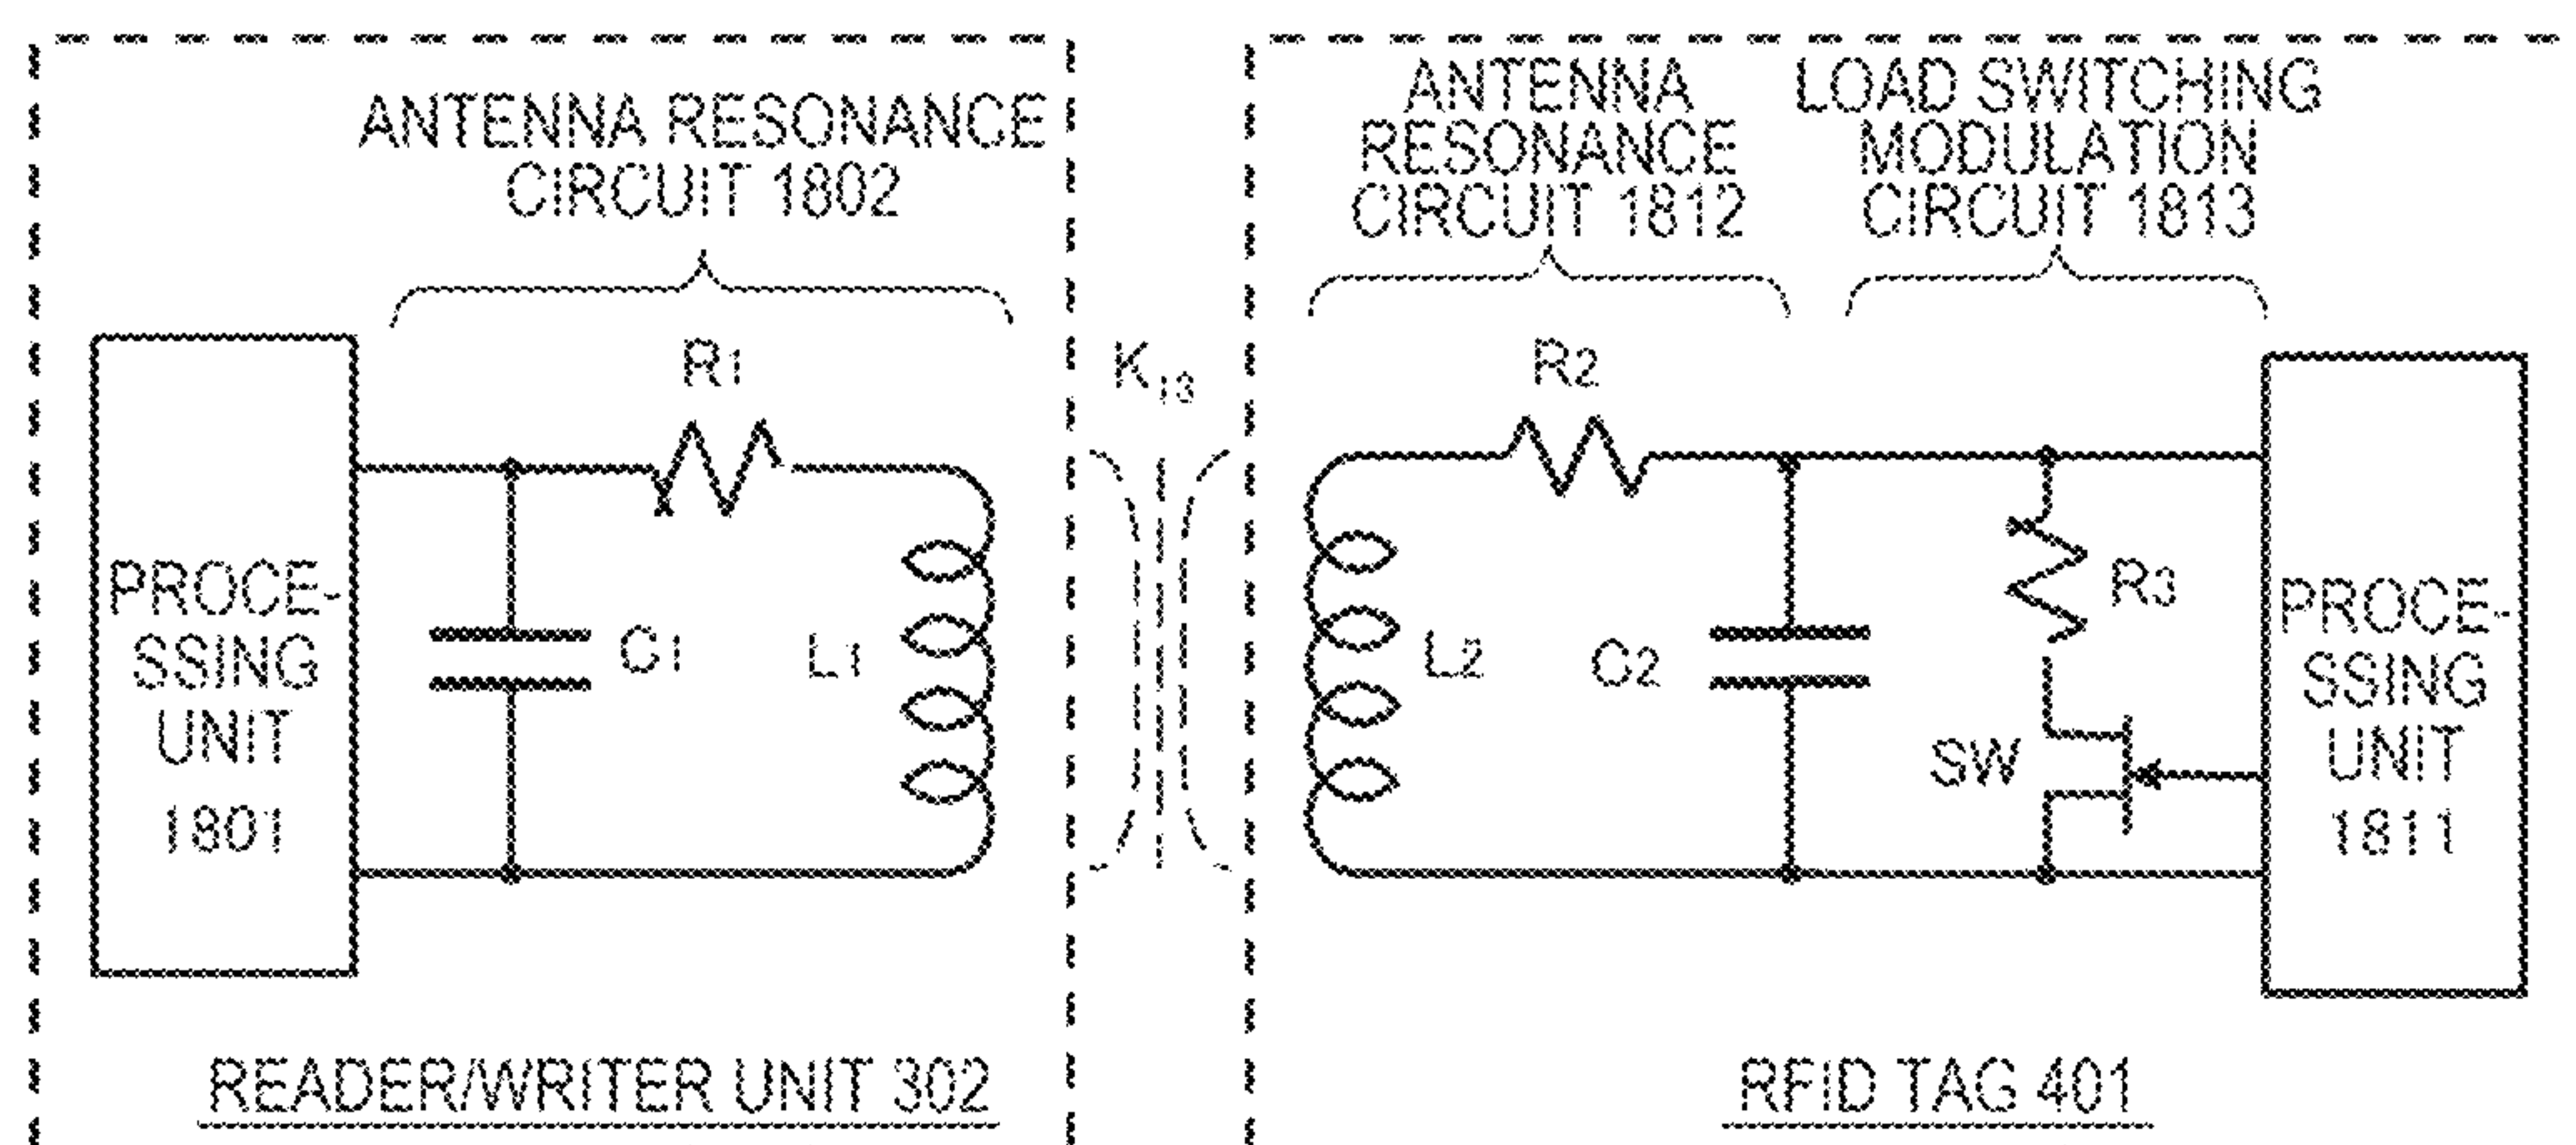 ANTENNA RESONANCE
CIRCUIT 1802
ANTENNA
RESONANCE
CIRCUIT 1812
LOAD SWITCHING
MODULATION
CIRCUIT 1813
R1
K13
R2
PROCE-
SSING
UNIT
1801
C1
L1
L2
C2
R3
SW
PROCE-
SSING
UNIT
1811
READER/WRITER UNIT 302
RFID TAG 401